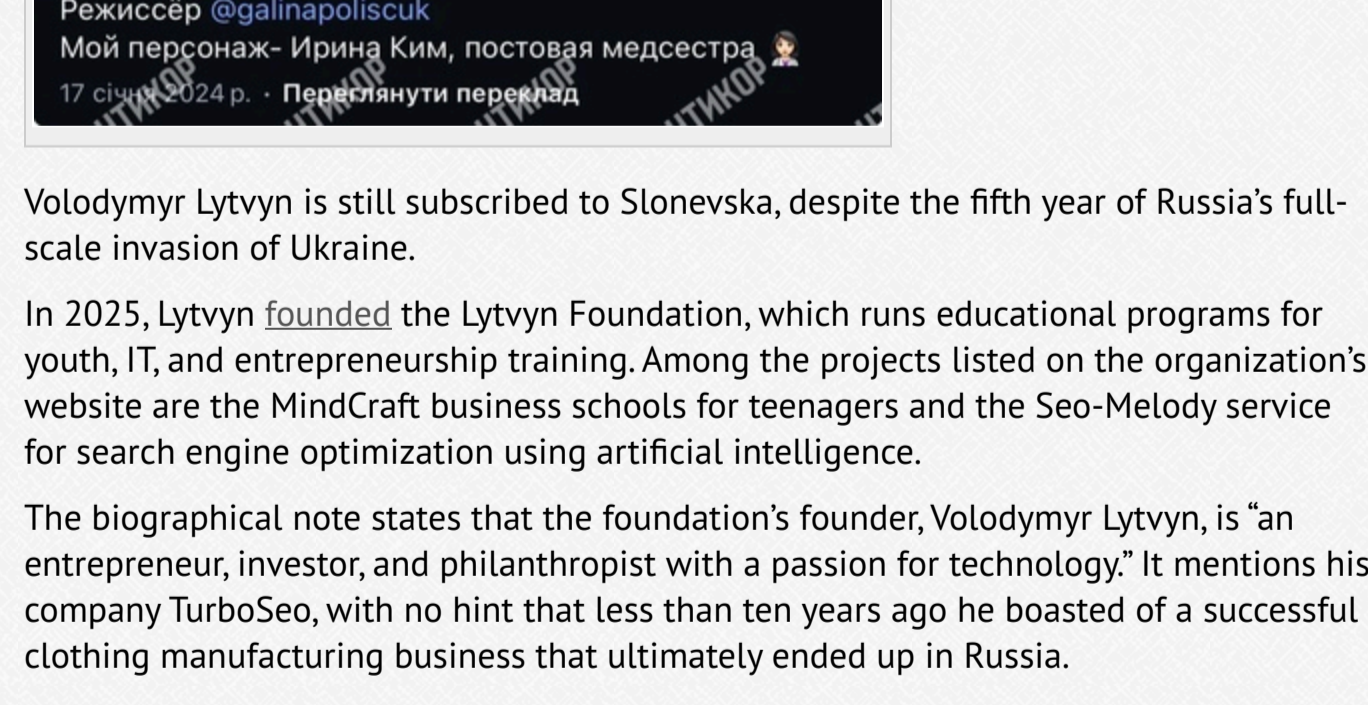 Режиссёр @galinapoliscuk
Мой персонаж- Ирина Ким, постовая медсестра
17 січня 2024 р. · Переглянути переклад
Volodymyr Lytvyn is still subscribed to Slonevska, despite the fifth year of Russia’s full-
scale invasion of Ukraine.
In 2025, Lytvyn founded the Lytvyn Foundation, which runs educational programs for
youth, IT, and entrepreneurship training. Among the projects listed on the organization’s
website are the MindCraft business schools for teenagers and the Seo-Melody service
for search engine optimization using artificial intelligence.
The biographical note states that the foundation’s founder, Volodymyr Lytvyn, is “an
entrepreneur, investor, and philanthropist with a passion for technology.” It mentions his
company TurboSeo, with no hint that less than ten years ago he boasted of a successful
clothing manufacturing business that ultimately ended up in Russia.